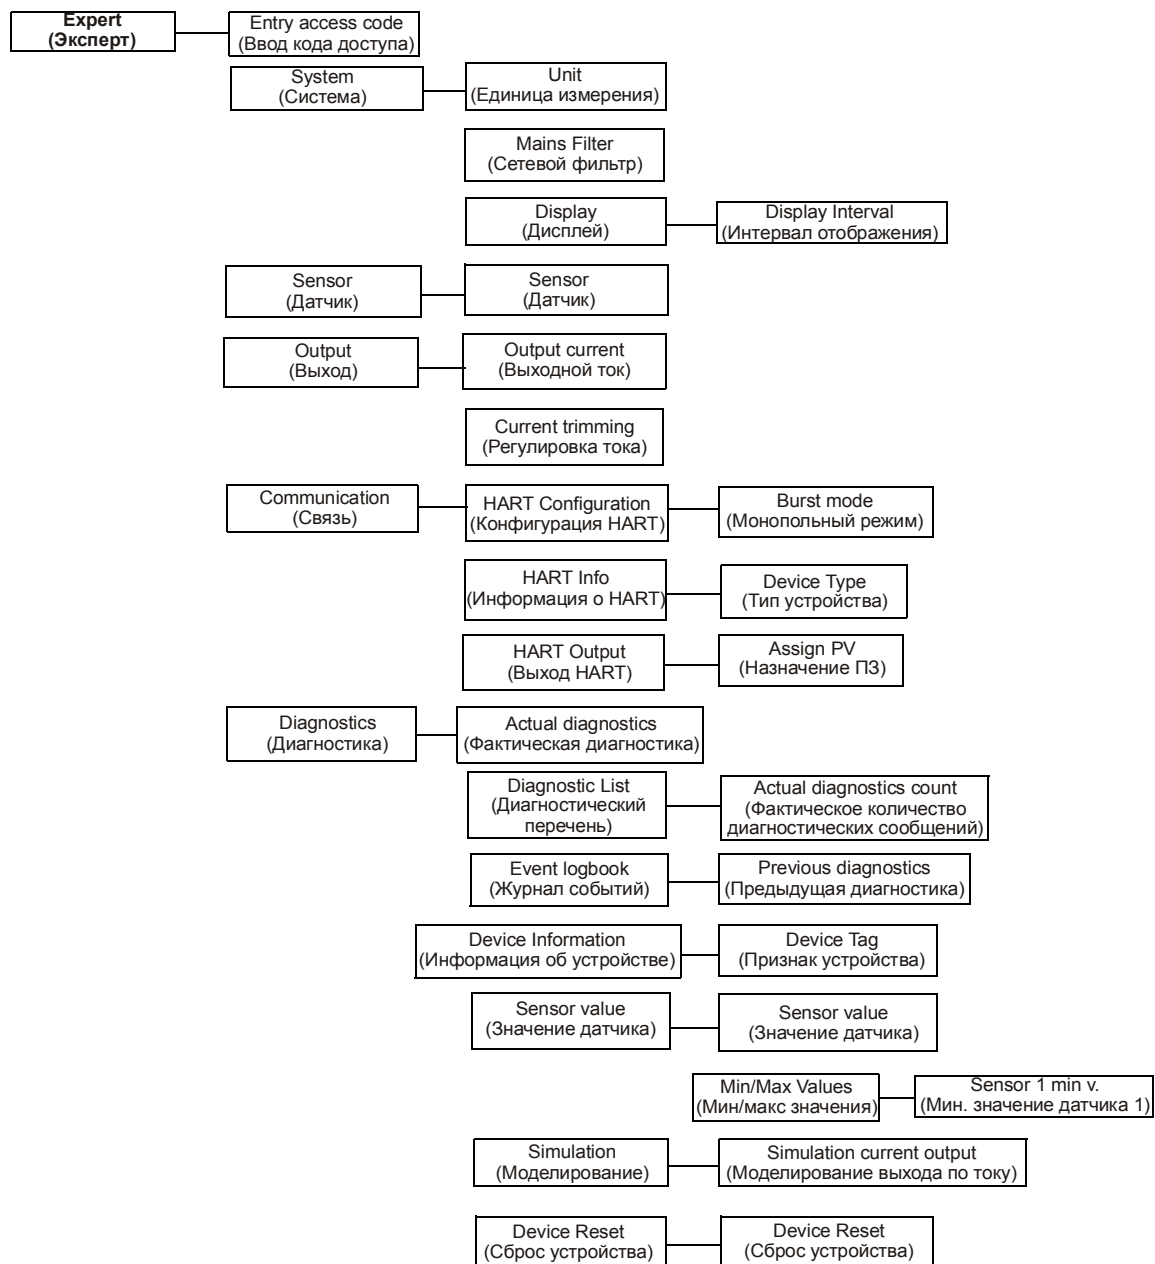 Expert
(Эксперт)
Entry access code
(Ввод кода доступа)
System
(Система)
Unit
(Единица измерения)
Mains Filter
(Сетевой фильтр)
Display
(Дисплей)
Display Interval
(Интервал отображения)
Sensor
(Датчик)
Sensor
(Датчик)
Output
(Выход)
Output current
(Выходной ток)
Current trimming
(Регулировка тока)
Communication
(Связь)
HART Configuration
(Конфигурация HART)
Burst mode
(Монопольный режим)
HART Info
(Информация о HART)
Device Type
(Тип устройства)
HART Output
(Выход HART)
Assign PV
(Назначение ПЗ)
Diagnostics
(Диагностика)
Actual diagnostics
(Фактическая диагностика)
Diagnostic List
(Диагностический
перечень)
Actual diagnostics count
(Фактическое количество
диагностических сообщений)
Event logbook
(Журнал событий)
Previous diagnostics
(Предыдущая диагностика)
Device Information
(Информация об устройстве)
Device Tag
(Признак устройства)
Sensor value
(Значение датчика)
Sensor value
(Значение датчика)
Min/Max Values
(Мин/макс значения)
Sensor 1 min v.
(Мин. значение датчика 1)
Simulation
(Моделирование)
Simulation current output
(Моделирование выхода по току)
Device Reset
(Сброс устройства)
Device Reset
(Сброс устройства)